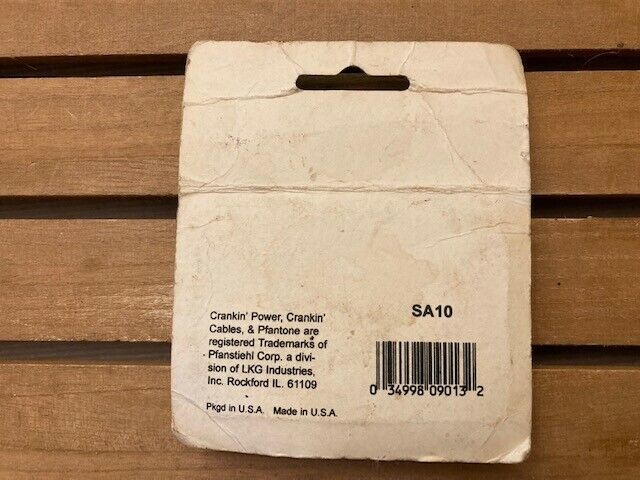 Crankin' Power, Crankin'
Cables, & Pfantone are
registered Trademarks of
Pfanstiehl Corp. a divi-
sion of LKG Industries,
Inc. Rockford IL. 61109
Pkgd in U.S.A. Made in U.S.A.
SA10
0 34998 09013 2